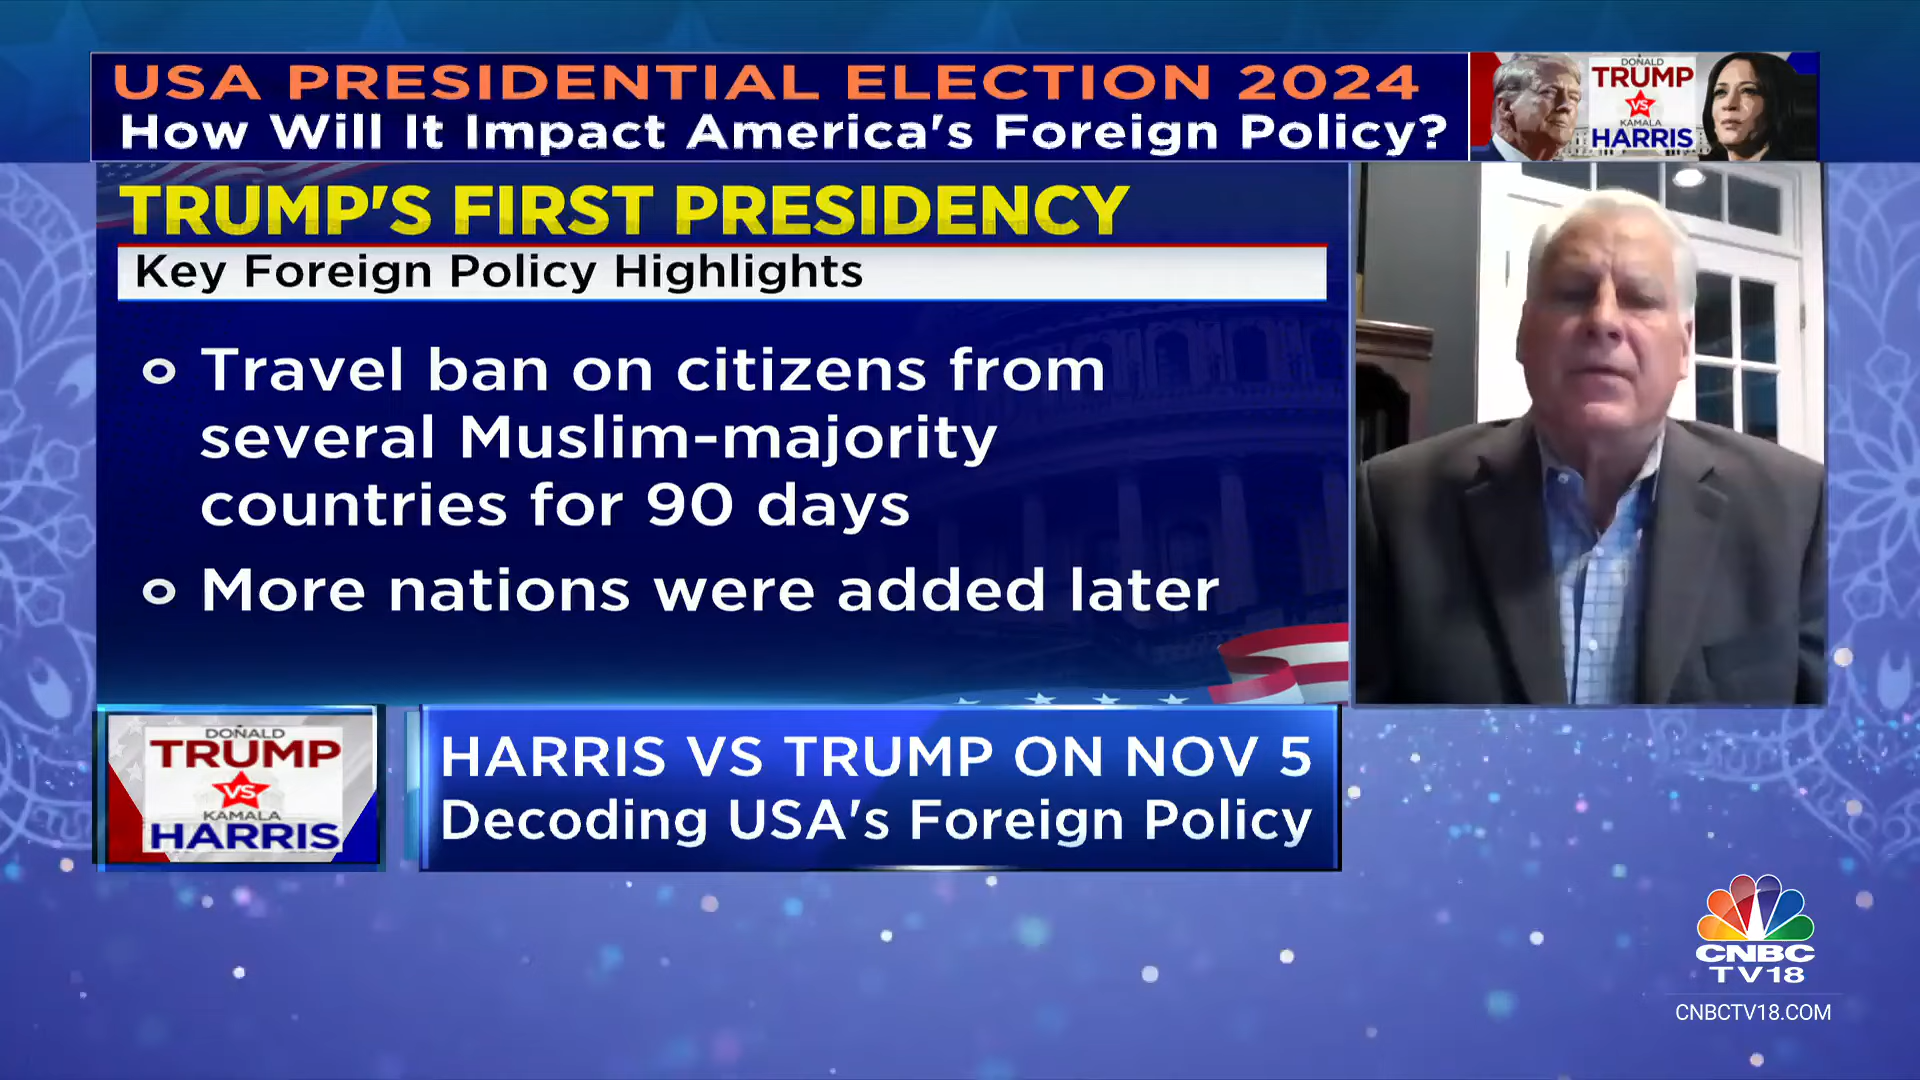 USA PRESIDENTIAL ELECTION 2024
How Will It Impact America's Foreign Policy?
DONALD
TRUMP
VS
KAMALA
HARRIS
TRUMP'S FIRST PRESIDENCY
Key Foreign Policy Highlights
Travel ban on citizens from
several Muslim-majority
countries for 90 days
More nations were added later
DONALD
TRUMP
VS
KAMALA
HARRIS
HARRIS VS TRUMP ON NOV 5
Decoding USA's Foreign Policy
CNBC
TV18
CNBCTV18.COM